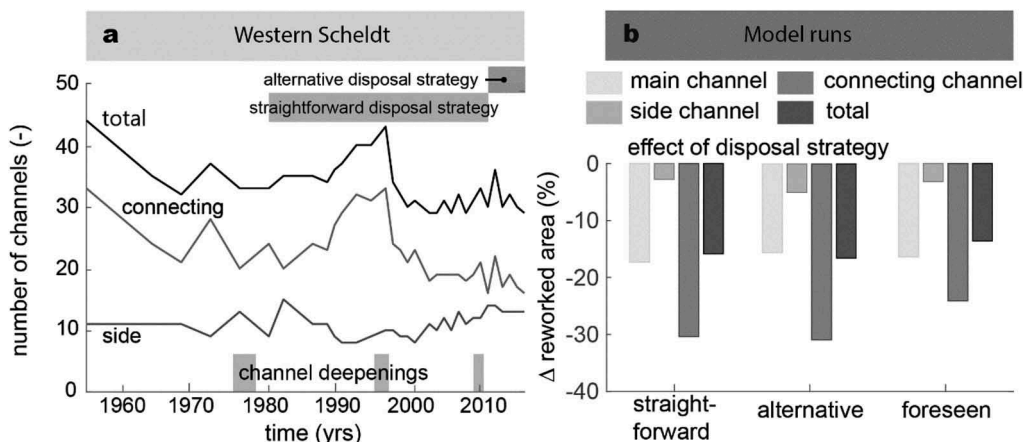 a
Western Scheldt
50
40
30
20
10
0
number of channels (-)
alternative disposal strategy
straightforward disposal strategy
total
connecting
side
channel deepenings
1960 1970 1980 1990 2000 2010
time (yrs)
b
Model runs
main channel connecting channel
side channel total
effect of disposal strategy
0
-10
-20
-30
-40
Δ reworked area (%)
straight-
forward
alternative
foreseen